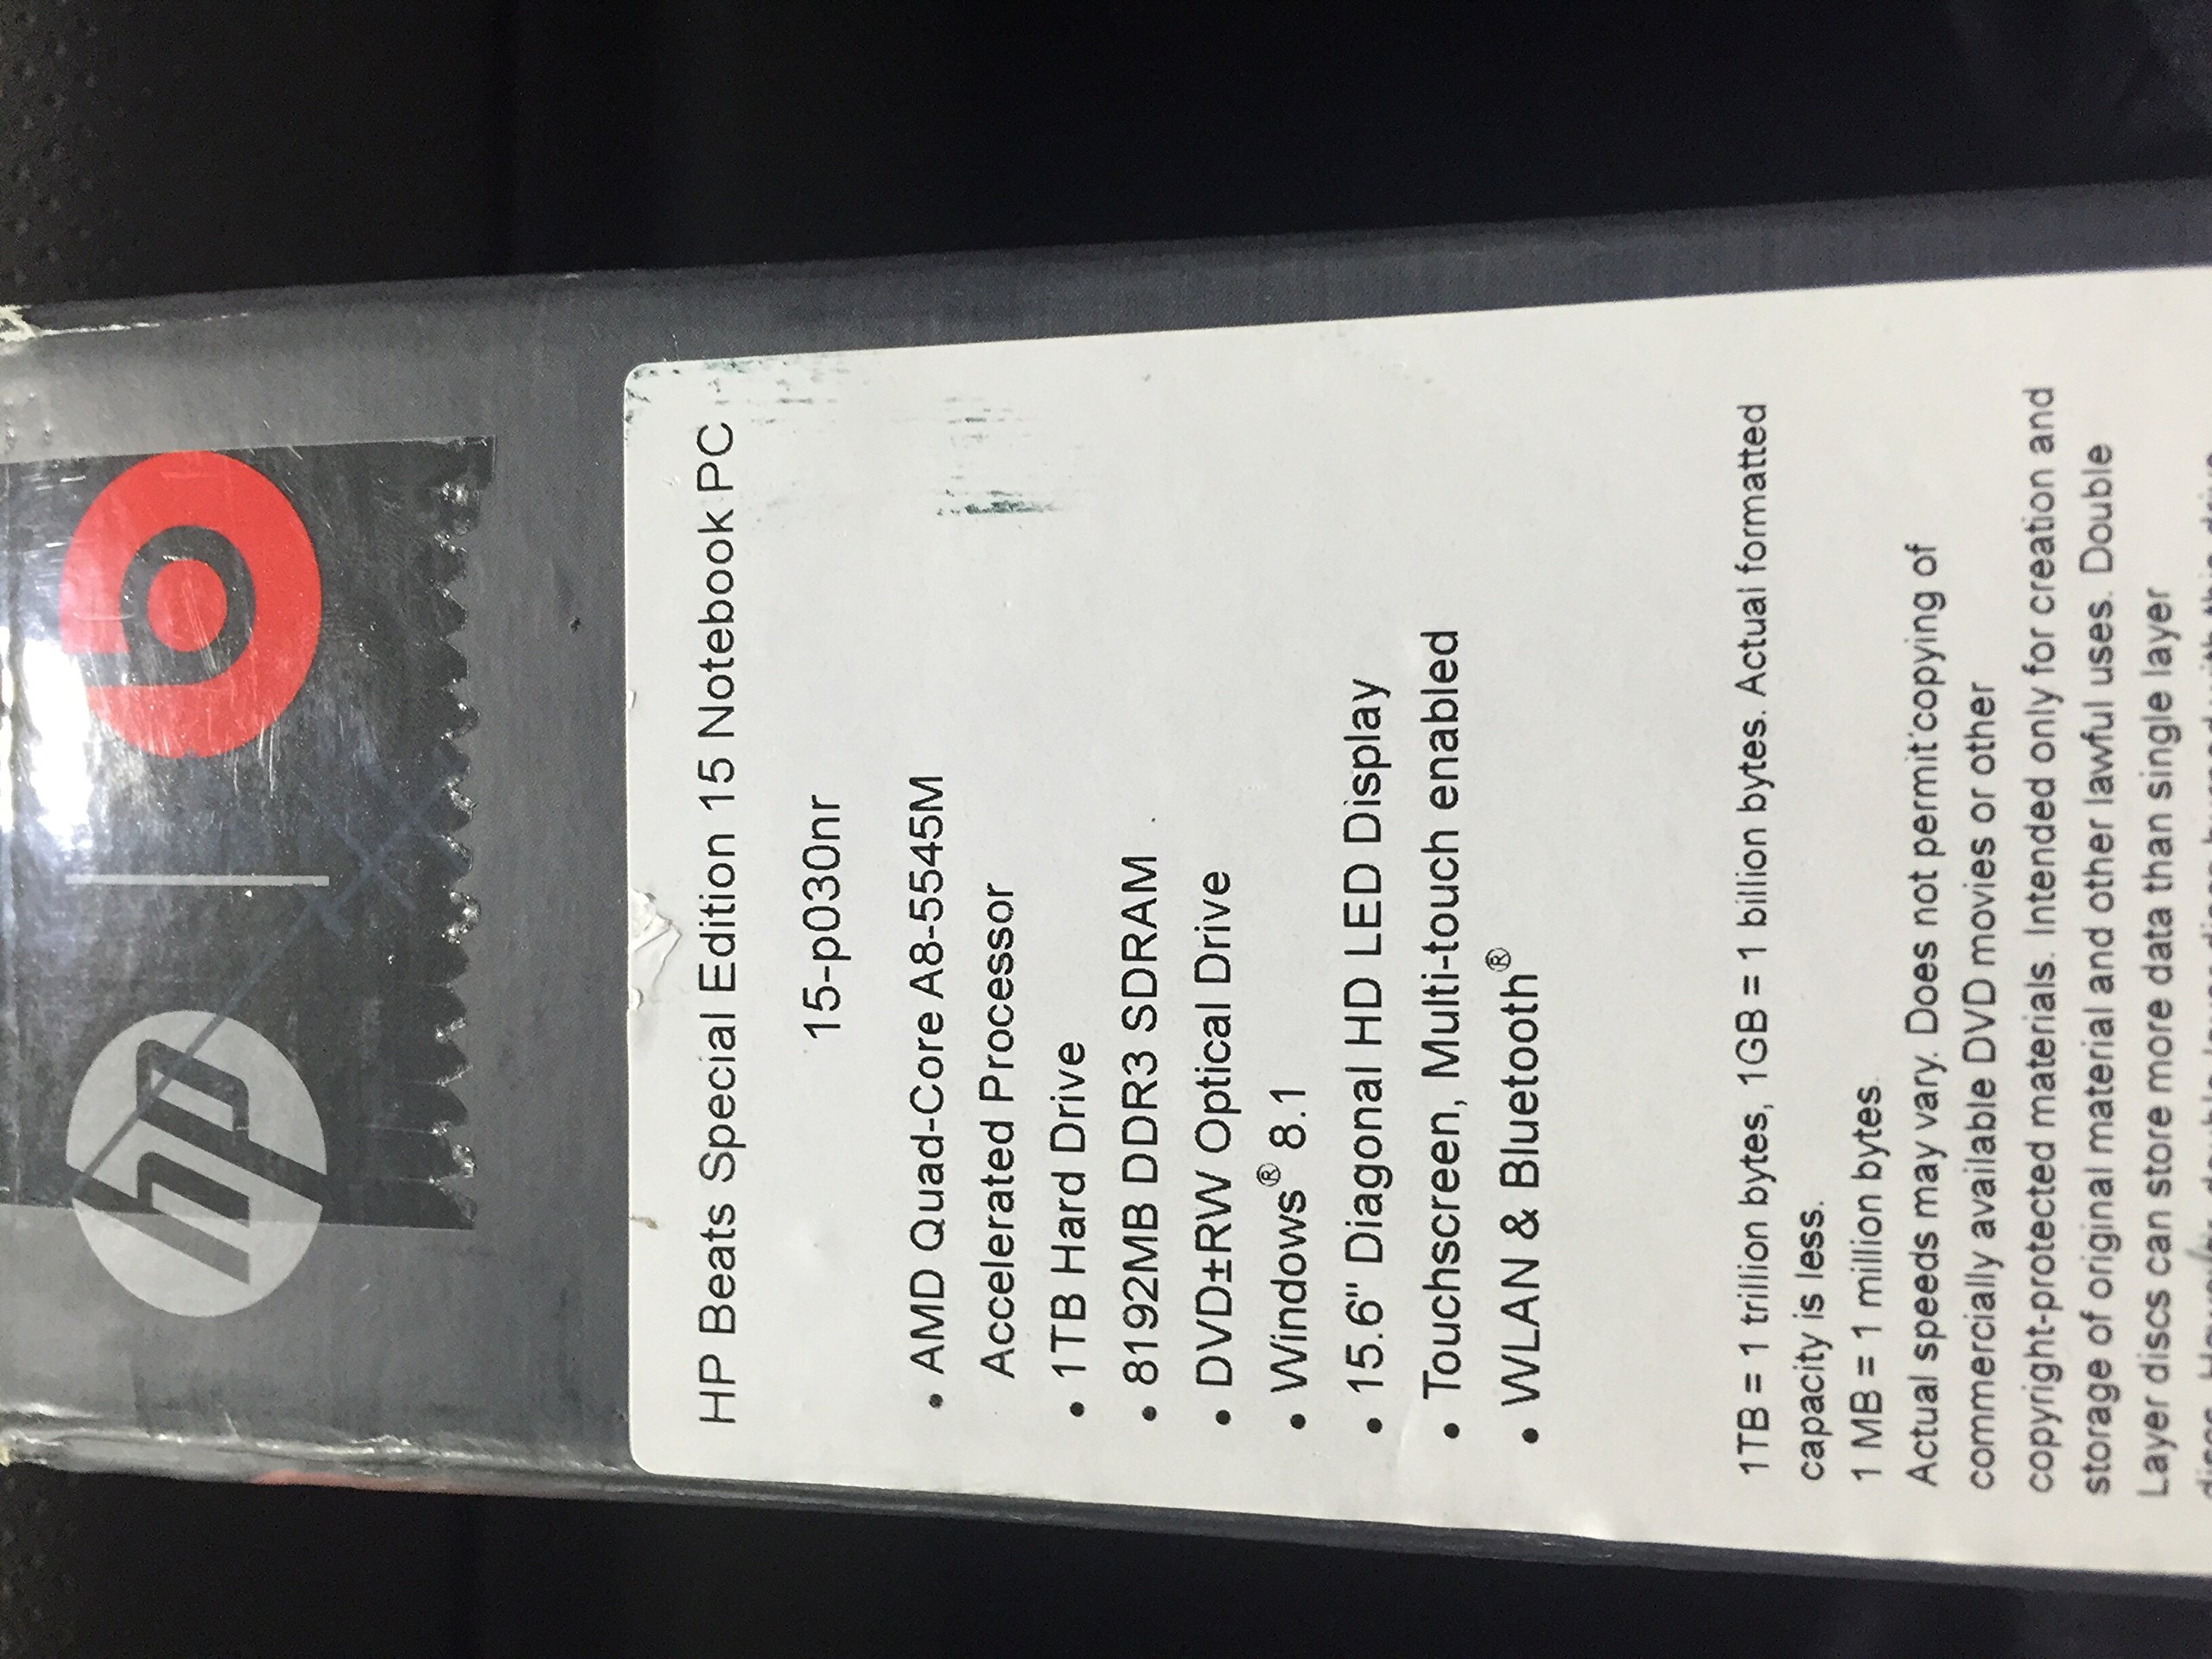 hp
b
HP Beats Special Edition 15 Notebook PC
15-p030nr
• AMD Quad-Core A8-5545M
Accelerated Processor
• 1TB Hard Drive
• 8192MB DDR3 SDRAM
• DVD±RW Optical Drive
• Windows® 8.1
• 15.6" Diagonal HD LED Display
• Touchscreen, Multi-touch enabled
• WLAN & Bluetooth®
1TB = 1 trillion bytes, 1GB = 1 billion bytes. Actual formatted
capacity is less.
1 MB = 1 million bytes.
Actual speeds may vary. Does not permit copying of
commercially available DVD movies or other
copyright-protected materials. Intended only for creation and
storage of original material and other lawful uses. Double
Layer discs can store more data than single layer